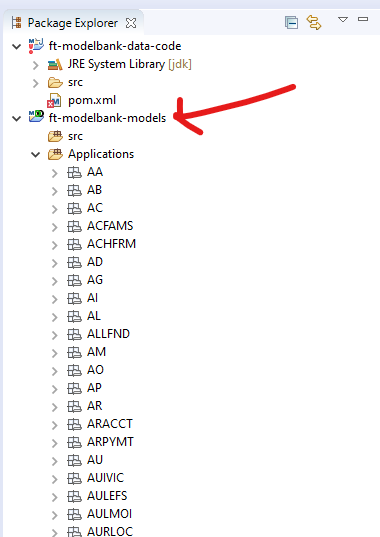 Package Explorer
ft-modelbank-data-code
JRE System Library [jdk]
src
pom.xml
ft-modelbank-models
src
Applications
AA
AB
AC
ACFAMS
ACHFRM
AD
AG
AI
AL
ALLFND
AM
AO
AP
AR
ARACCT
ARPYMT
AU
AUIVIC
AULEFS
AULMOI
AURLOC